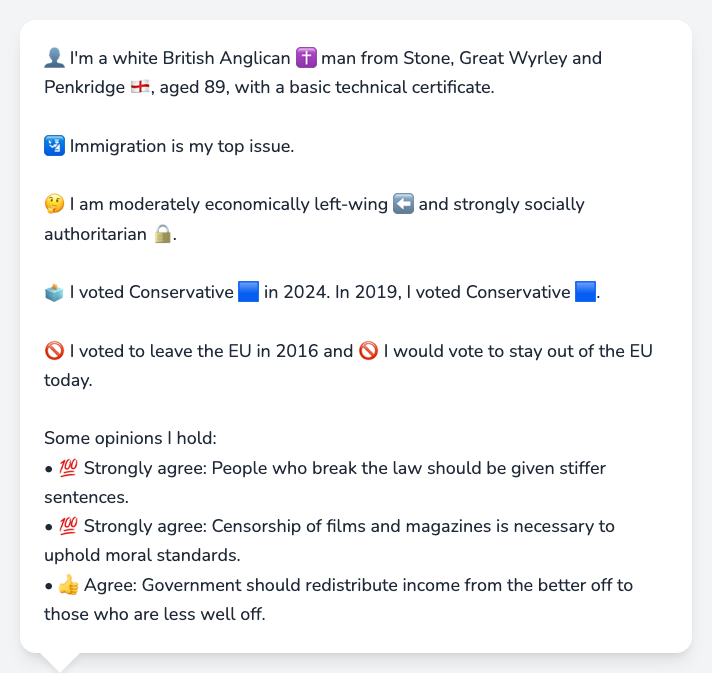 👤 I'm a white British Anglican ✝️ man from Stone, Great Wyrley and
Penkridge 🏴󠁧󠁢󠁥󠁮󠁧󠁿, aged 89, with a basic technical certificate.
🛂 Immigration is my top issue.
🤔 I am moderately economically left-wing ⬅️ and strongly socially
authoritarian 🔒.
🗳️ I voted Conservative 🟦 in 2024. In 2019, I voted Conservative 🟦.
🚫 I voted to leave the EU in 2016 and 🚫 I would vote to stay out of the EU
today.
Some opinions I hold:
• 💯 Strongly agree: People who break the law should be given stiffer
sentences.
• 💯 Strongly agree: Censorship of films and magazines is necessary to
uphold moral standards.
• 👍 Agree: Government should redistribute income from the better off to
those who are less well off.